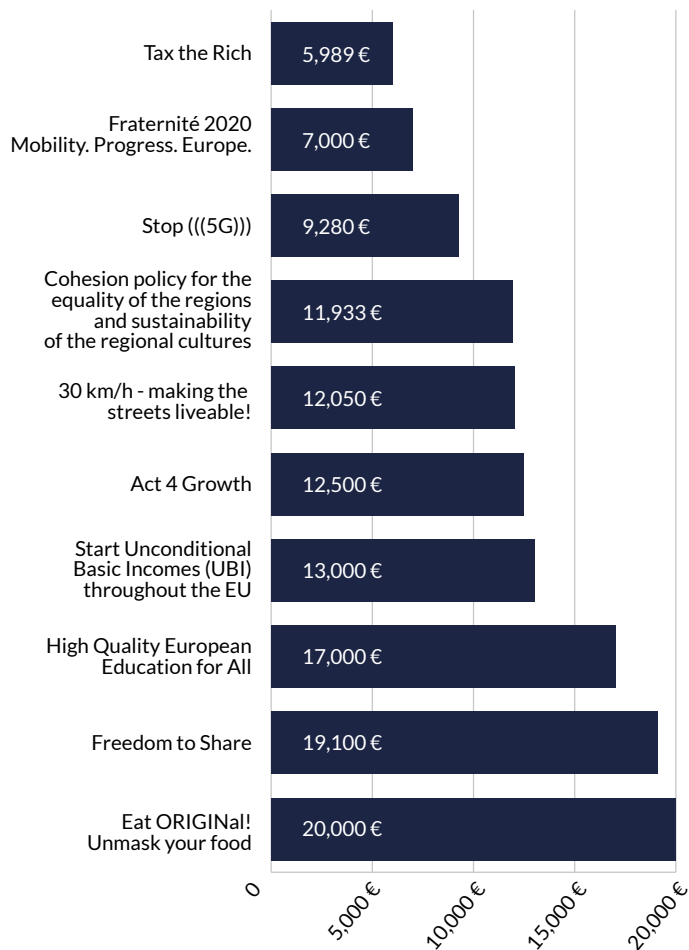 Tax the Rich
5,989 €
Fraternité 2020
Mobility. Progress. Europe.
7,000 €
Stop (((5G)))
9,280 €
Cohesion policy for the
equality of the regions
and sustainability
of the regional cultures
11,933 €
30 km/h - making the
streets liveable!
12,050 €
Act 4 Growth
12,500 €
Start Unconditional
Basic Incomes (UBI)
throughout the EU
13,000 €
High Quality European
Education for All
17,000 €
Freedom to Share
19,100 €
Eat ORIGINal!
Unmask your food
20,000 €
0
5,000 €
10,000 €
15,000 €
20,000 €